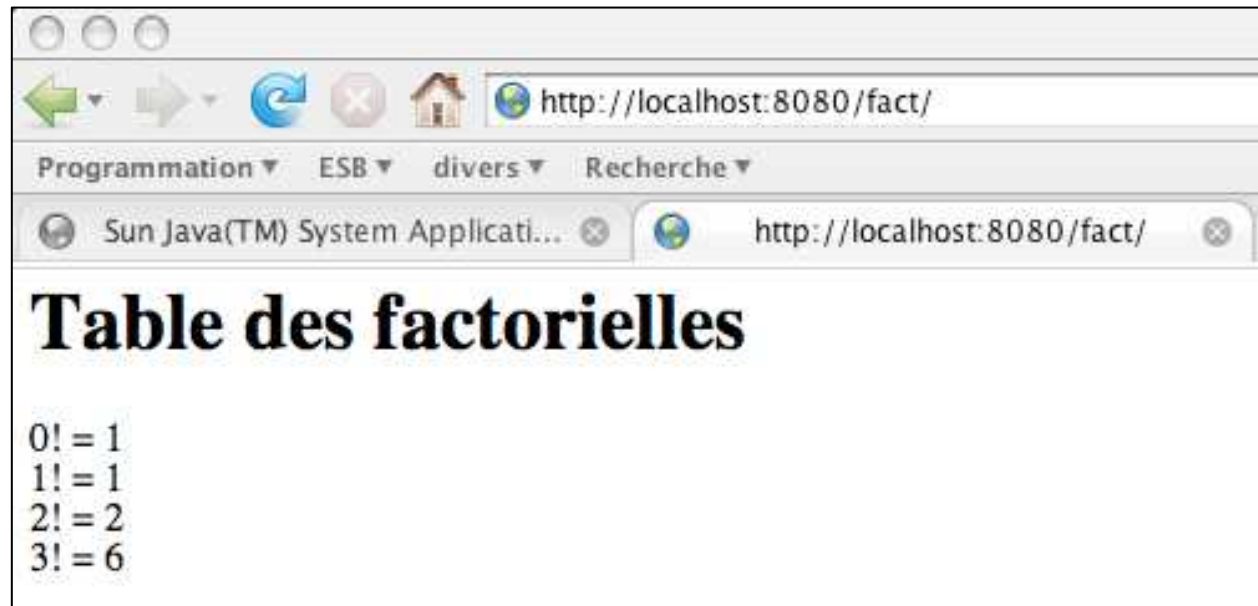 http://localhost:8080/fact/
Programmation ESB divers Recherche
Sun Java(TM) System Applicati... http://localhost:8080/fact/
Table des factorielles
0! = 1
1! = 1
2! = 2
3! = 6